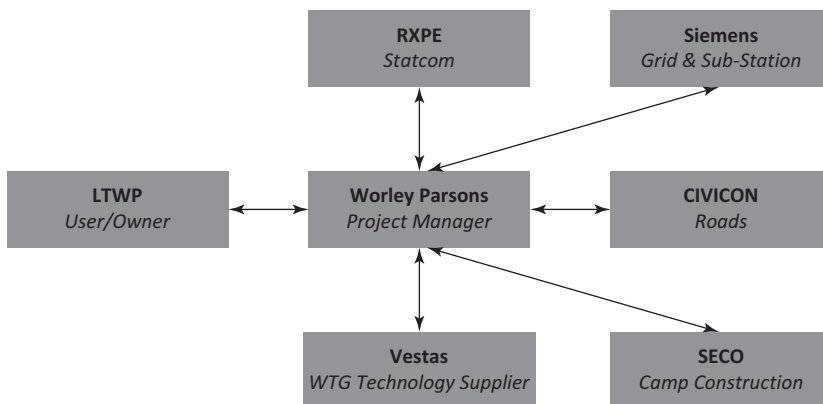 RXPE
Statcom
Siemens
Grid & Sub-Station
LTWP
User/Owner
Worley Parsons
Project Manager
CIVICON
Roads
Vestas
WTG Technology Supplier
SECO
Camp Construction